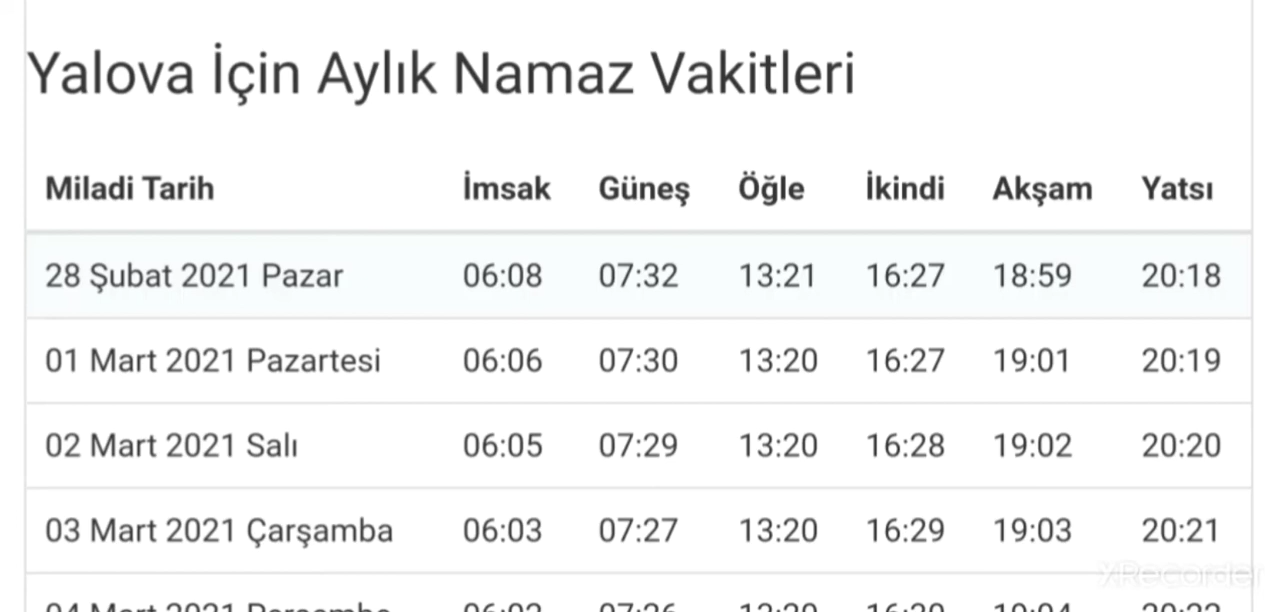 Yalova İçin Aylık Namaz Vakitleri
Miladi Tarih İmsak Güneş Öğle İkindi Akşam Yatsı
28 Şubat 2021 Pazar 06:08 07:32 13:21 16:27 18:59 20:18
01 Mart 2021 Pazartesi 06:06 07:30 13:20 16:27 19:01 20:19
02 Mart 2021 Salı 06:05 07:29 13:20 16:28 19:02 20:20
03 Mart 2021 Çarşamba 06:03 07:27 13:20 16:29 19:03 20:21
XRecorder